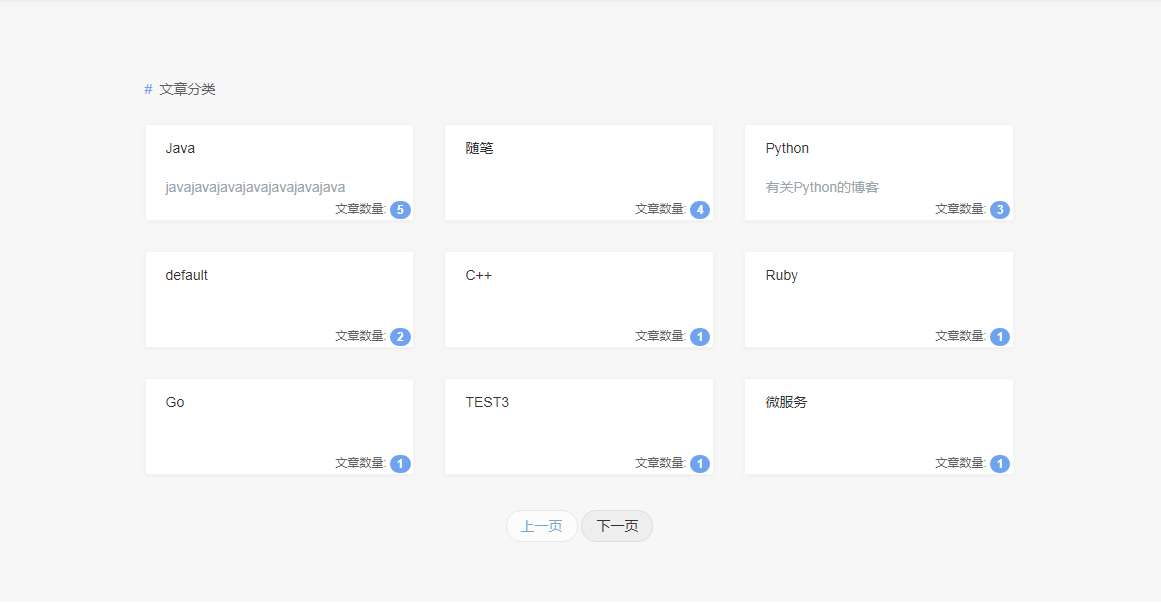 # 文章分类
Java
javajavajavajavajavajavajava
文章数量: 5
随笔
文章数量: 4
Python
有关Python的博客
文章数量: 3
default
文章数量: 2
C++
文章数量: 1
Ruby
文章数量: 1
Go
文章数量: 1
TEST3
文章数量: 1
微服务
文章数量: 1
上一页 下一页